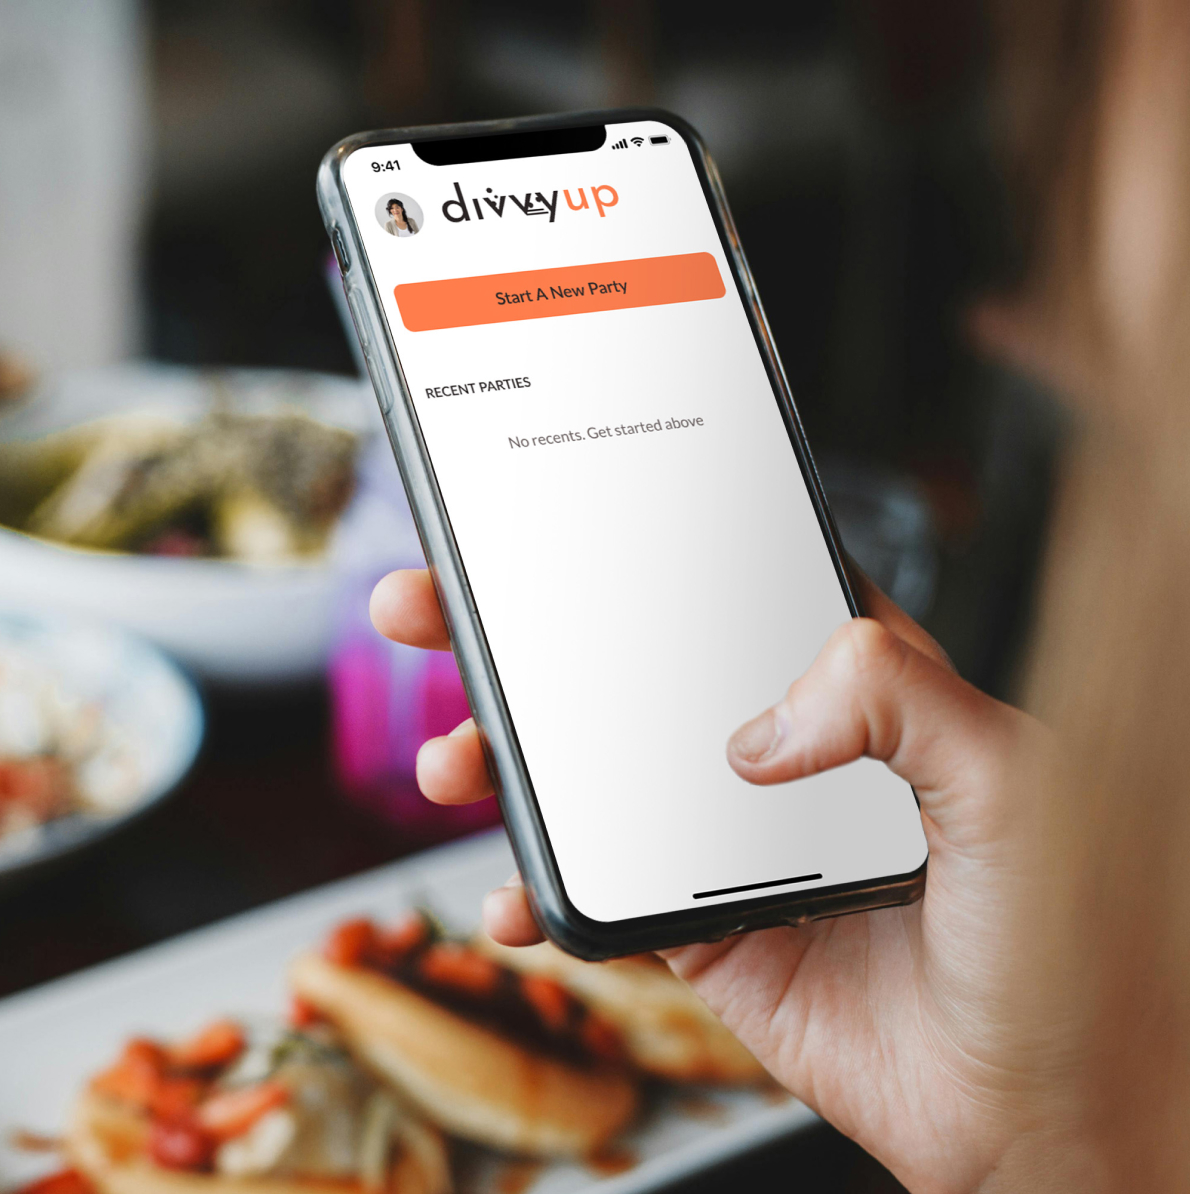 9:41
divvyup
Start A New Party
RECENT PARTIES
No recents. Get started above